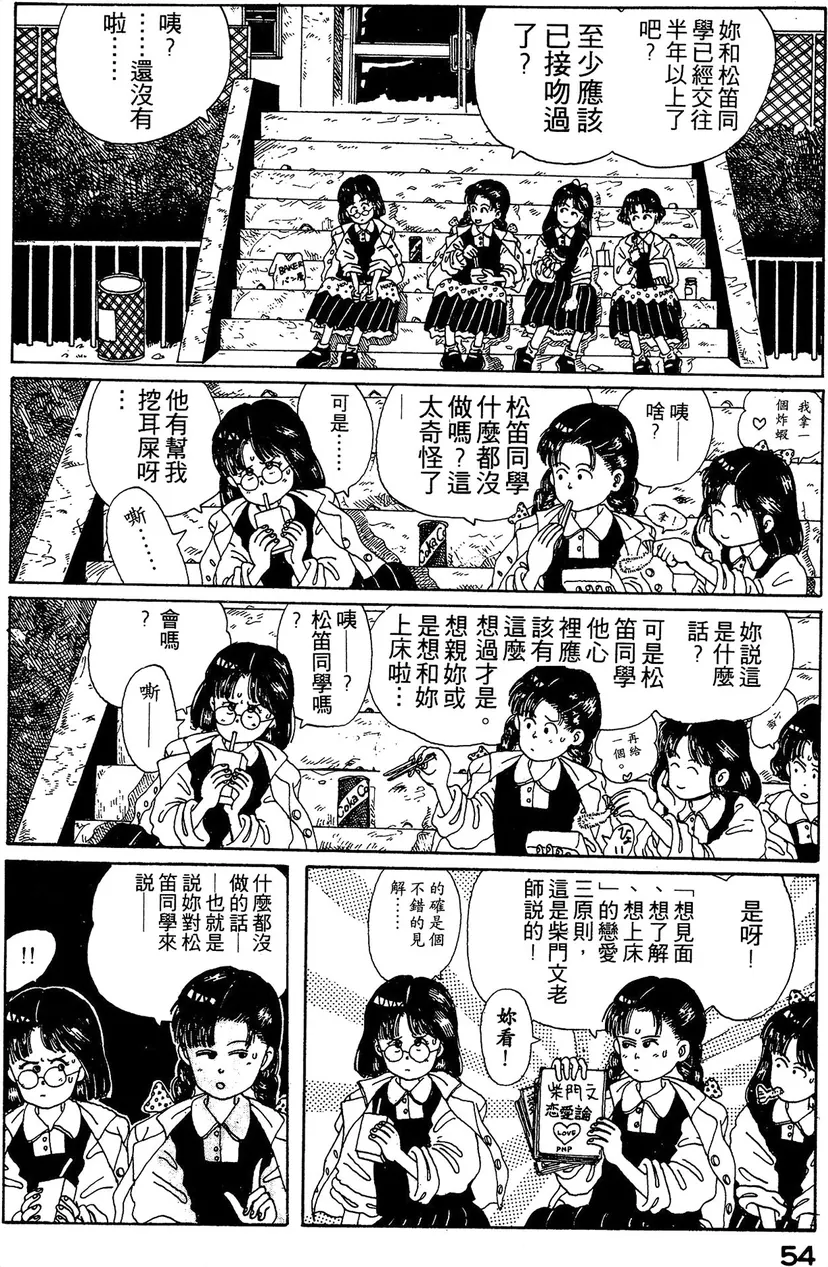 妳和松笛同
學已經交往
半年以上了
吧?
至少應該
已接吻過
了?
咦?
……還沒有
啦……
BAKER
パン屋
我拿一
個炸蝦
♡
咦—
啥?
松笛同學
什麼都沒
做嗎?這
太奇怪了
—
可是……
他有幫我
挖耳屎呀
…
嘶……
妳說這
是什麼
話?
可是松
笛同學
他心
裡應
該有
這麼
想過才是。
想親妳或
是想和妳
上床啦…
再給
一個。
咦——?
松笛同學嗎
?
會嗎
?
嘶—
Coka Co
是呀!
「想見面
、想了解
、想上床
」的戀愛
三原則,
這是柴門文老
師說的!
妳看!
柴門文
恋愛論
LOVE
PHP
的確是個
不錯的見
解……
什麼都沒
做的話—
—也就是
說妳對松
笛同學來
說—
!!
54